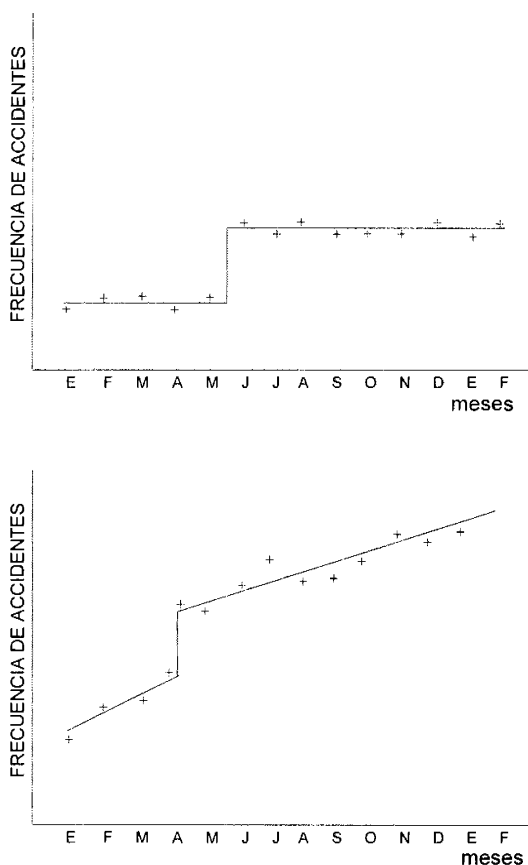 FRECUENCIA DE ACCIDENTES
E F M A M J J A S O N D E F
meses
FRECUENCIA DE ACCIDENTES
E F M A M J J A S O N D E F
meses